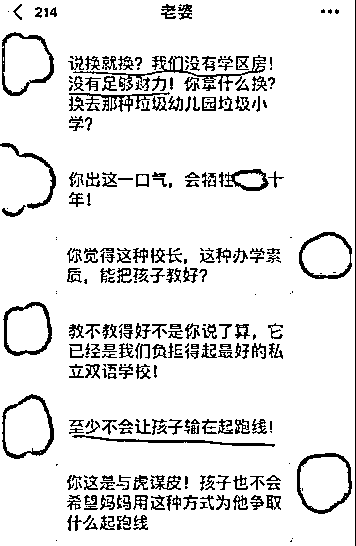 214
老婆
说换就换？我们没有学区房！
没有足够财力！你拿什么换？
换去那种垃圾幼儿园垃圾小
学？
你出这一口气，会牺牲十
年！
你觉得这种校长，这种办学素
质，能把孩子教好？
教不教得好不是你说了算，它
已经是我们负担得起最好的私
立双语学校！
至少不会让孩子输在起跑线！
你这是与虎谋皮！孩子也不会
希望妈妈用这种方式为他争取
什么起跑线